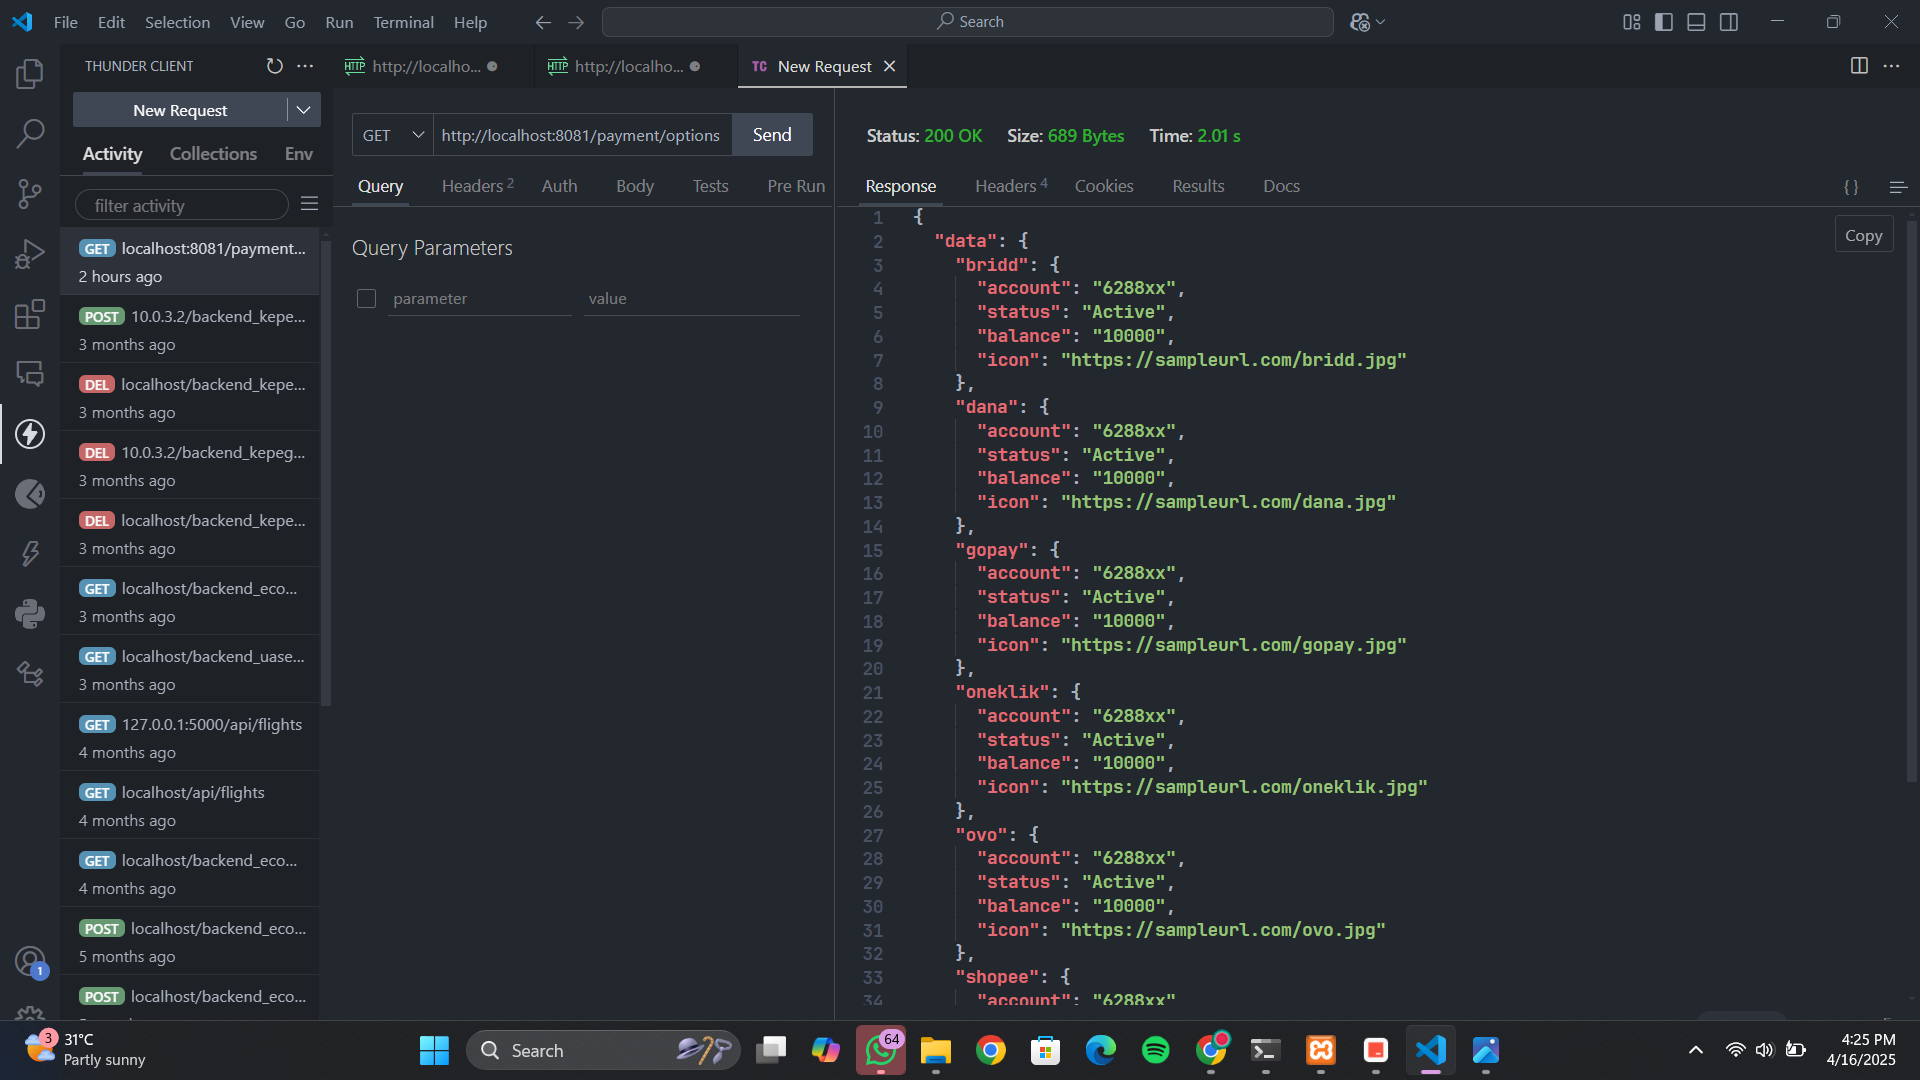 File Edit Selection View Go Run Terminal Help
Search
THUNDER CLIENT
New Request
Activity Collections Env
filter activity
GET localhost:8081/payment...
2 hours ago
POST 10.0.3.2/backend_kepe...
3 months ago
DEL localhost/backend_kepe...
3 months ago
DEL 10.0.3.2/backend_kepeg...
3 months ago
DEL localhost/backend_kepe...
3 months ago
GET localhost/backend_eco...
3 months ago
GET localhost/backend_uase...
3 months ago
GET 127.0.0.1:5000/api/flights
4 months ago
GET localhost/api/flights
4 months ago
GET localhost/backend_eco...
4 months ago
POST localhost/backend_eco...
5 months ago
POST localhost/backend_eco...
1
HTTP http://localho...
HTTP http://localho...
TC New Request
GET http://localhost:8081/payment/options Send
Query Headers 2 Auth Body Tests Pre Run
Query Parameters
parameter value
Status: 200 OK Size: 689 Bytes Time: 2.01 s
Response Headers 4 Cookies Results Docs { }
Copy
1 {
2 "data": {
3 "bridd": {
4 "account": "6288xx",
5 "status": "Active",
6 "balance": "10000",
7 "icon": "https://sampleurl.com/bridd.jpg"
8 },
9 "dana": {
10 "account": "6288xx",
11 "status": "Active",
12 "balance": "10000",
13 "icon": "https://sampleurl.com/dana.jpg"
14 },
15 "gopay": {
16 "account": "6288xx",
17 "status": "Active",
18 "balance": "10000",
19 "icon": "https://sampleurl.com/gopay.jpg"
20 },
21 "oneklik": {
22 "account": "6288xx",
23 "status": "Active",
24 "balance": "10000",
25 "icon": "https://sampleurl.com/oneklik.jpg"
26 },
27 "ovo": {
28 "account": "6288xx",
29 "status": "Active",
30 "balance": "10000",
31 "icon": "https://sampleurl.com/ovo.jpg"
32 },
33 "shopee": {
34 "account": "6288xx"
3
31°C
Partly sunny
Search
64
4:25 PM
4/16/2025